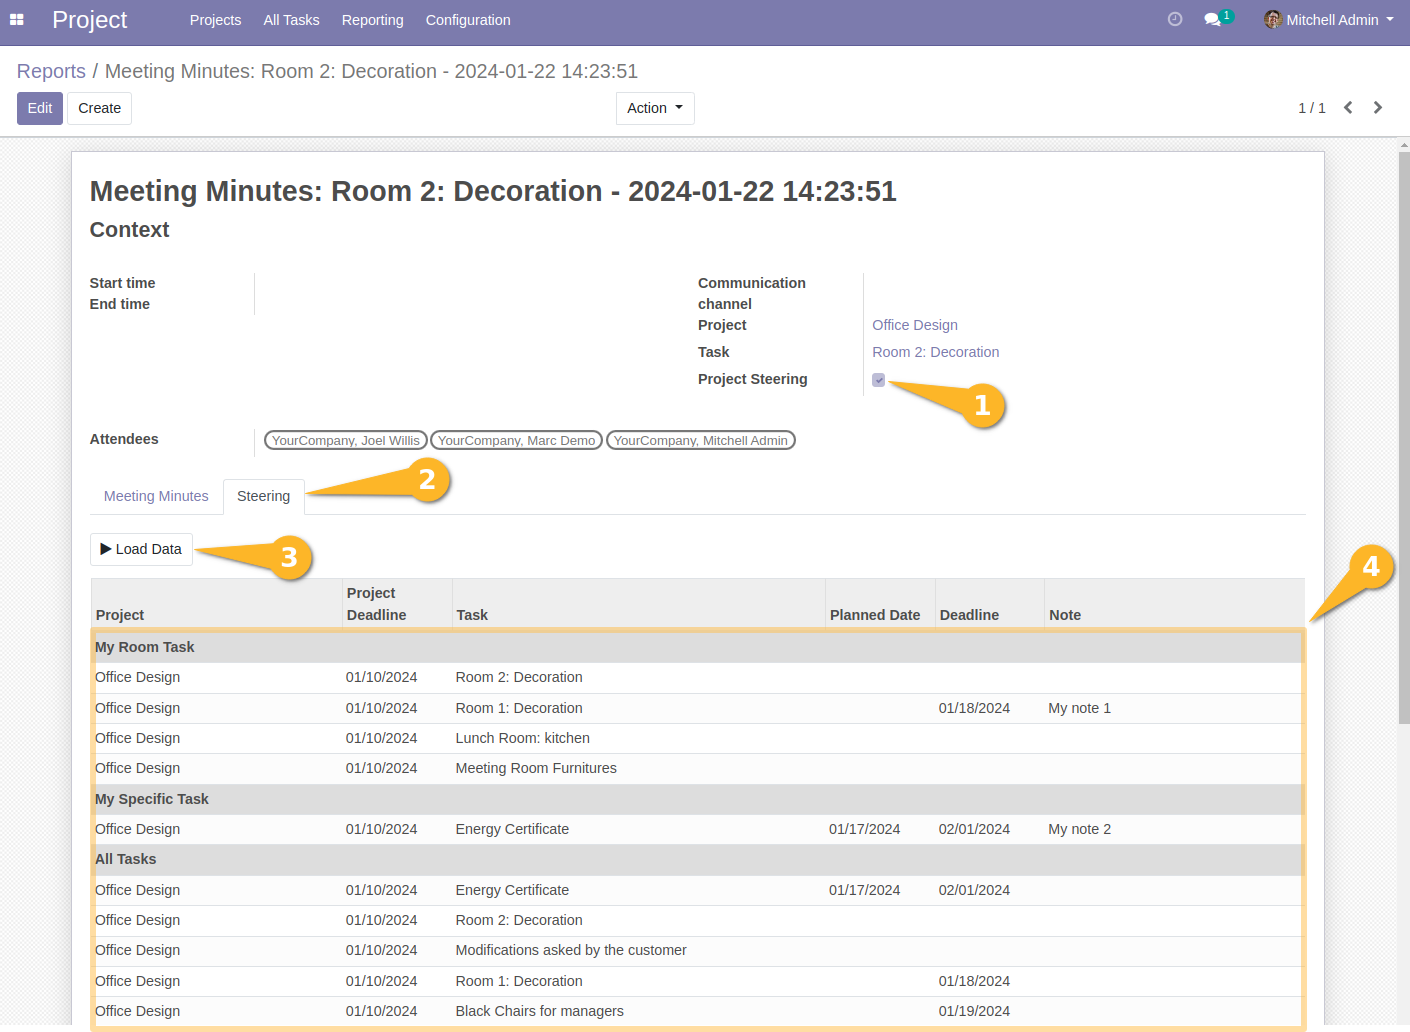 Project Projects All Tasks Reporting Configuration 1 Mitchell Admin
Reports / Meeting Minutes: Room 2: Decoration - 2024-01-22 14:23:51
Edit Create Action 1 / 1
Meeting Minutes: Room 2: Decoration - 2024-01-22 14:23:51
Context
Start time
End time
Communication
channel
Project Office Design
Task Room 2: Decoration
Project Steering
1
Attendees YourCompany, Joel Willis YourCompany, Marc Demo YourCompany, Mitchell Admin
Meeting Minutes Steering 2
Load Data 3
4
Project Project Deadline Task Planned Date Deadline Note
My Room Task
Office Design 01/10/2024 Room 2: Decoration
Office Design 01/10/2024 Room 1: Decoration 01/18/2024 My note 1
Office Design 01/10/2024 Lunch Room: kitchen
Office Design 01/10/2024 Meeting Room Furnitures
My Specific Task
Office Design 01/10/2024 Energy Certificate 01/17/2024 02/01/2024 My note 2
All Tasks
Office Design 01/10/2024 Energy Certificate 01/17/2024 02/01/2024
Office Design 01/10/2024 Room 2: Decoration
Office Design 01/10/2024 Modifications asked by the customer
Office Design 01/10/2024 Room 1: Decoration 01/18/2024
Office Design 01/10/2024 Black Chairs for managers 01/19/2024